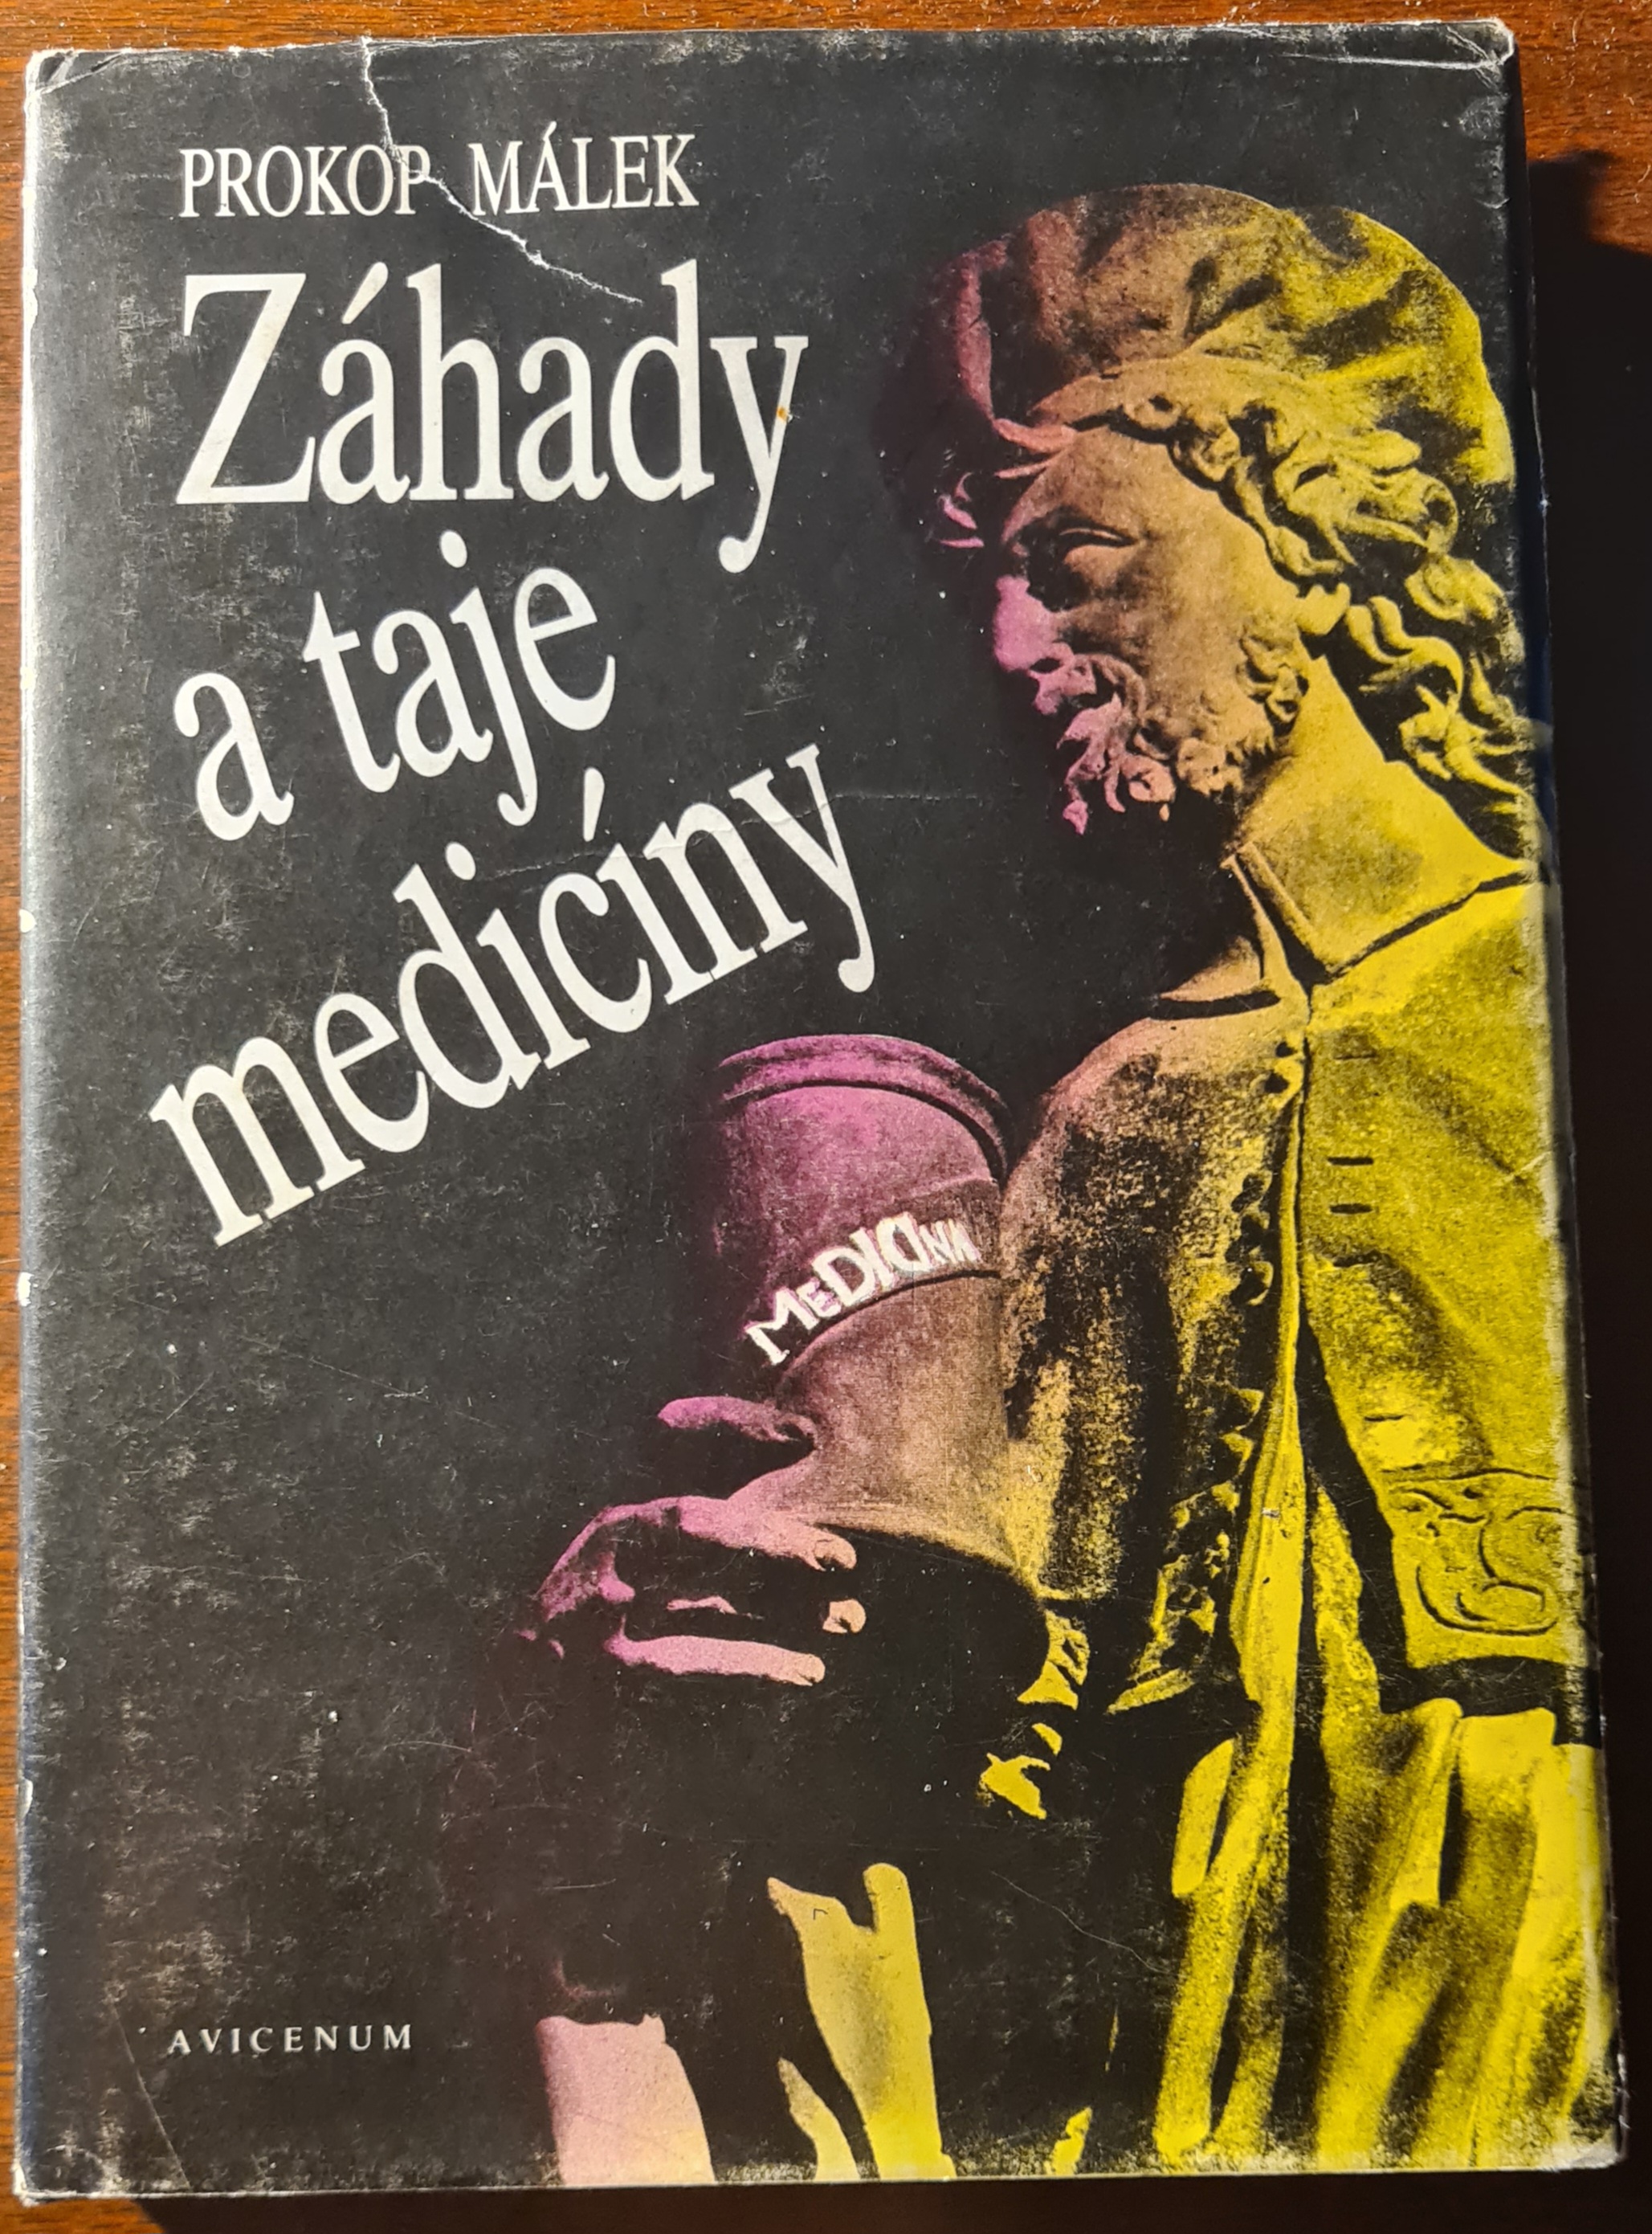 PROKOP MÁLEK
Záhady
a taje
medicíny
MEDICINA
AVICENUM